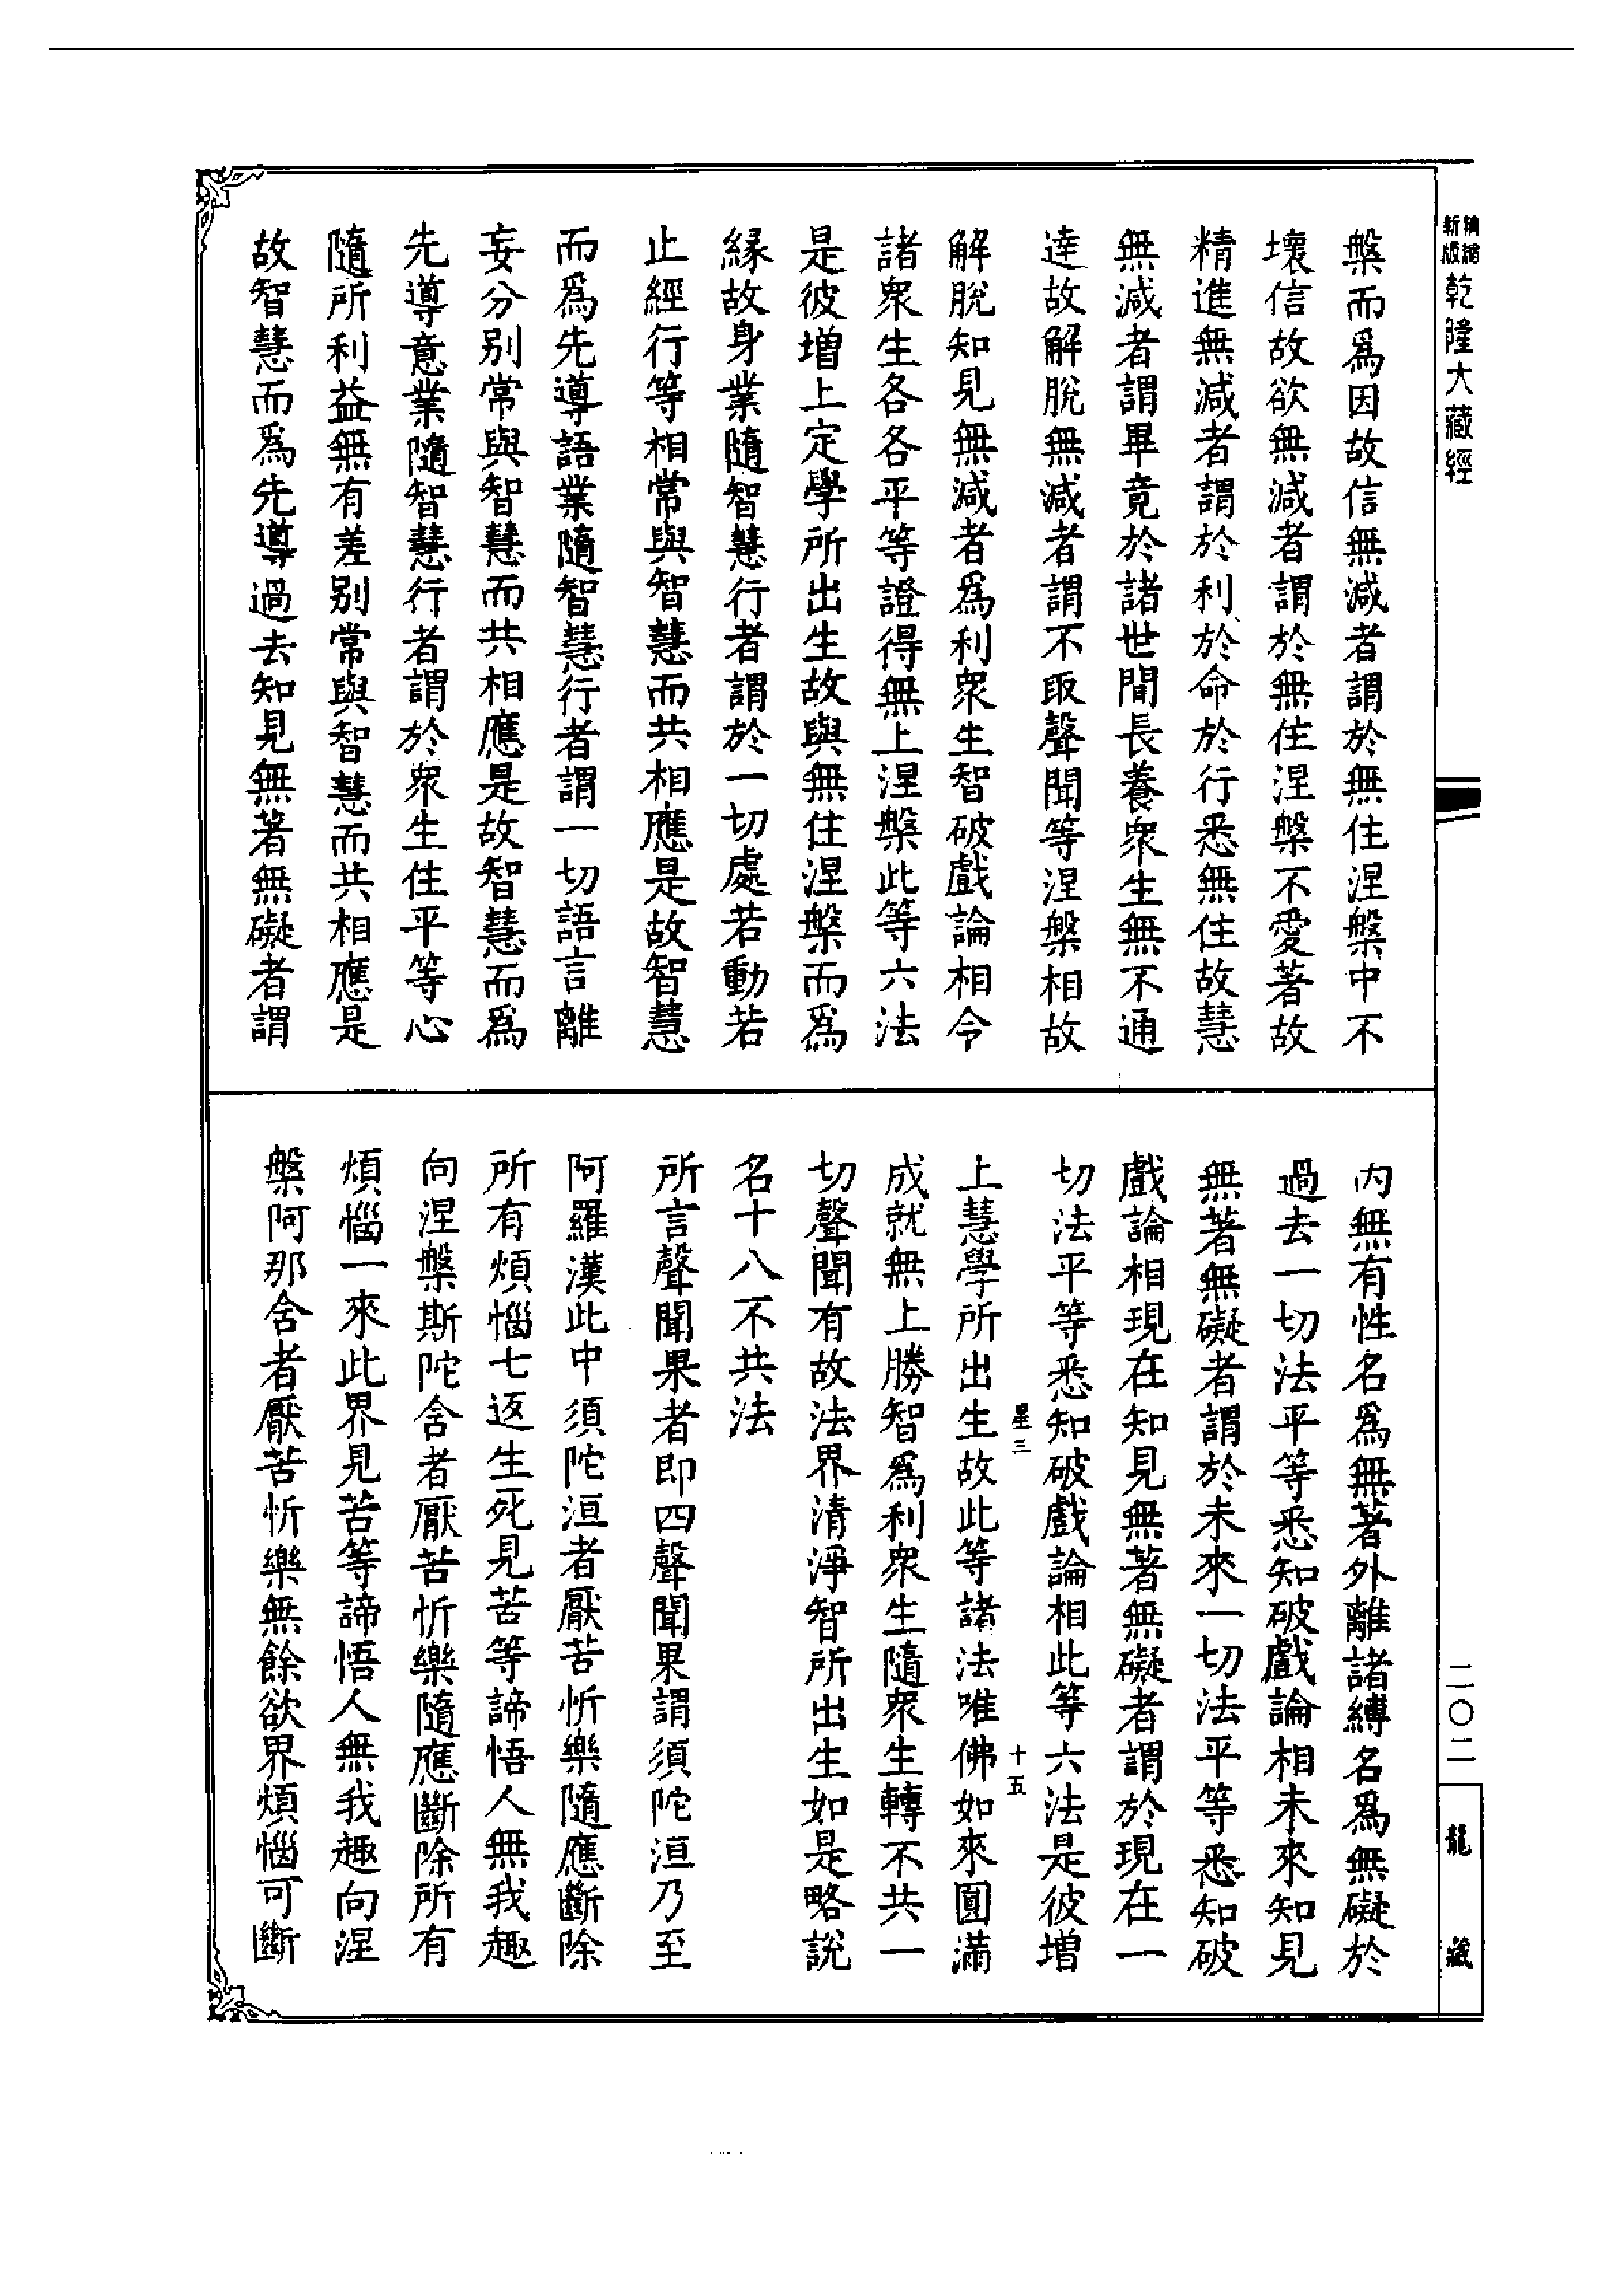 新版精縮乾隆大藏經
槃而為因故信無減者謂於無住涅槃中不
壞信故欲無減者謂於無住涅槃不愛著故
精進無減者謂於利於命於行悉無住故慧
無減者謂畢竟於諸世間長養衆生無不通
達故解脫無減者謂不取聲聞等涅槃相故
解脫知見無減者為利衆生智破戲論相令
諸衆生各各平等證得無上涅槃此等六法
是彼增上定學所出生故與無住涅槃而為
緣故身業隨智慧行者謂於一切處若動若
止經行等相常與智慧而共相應是故智慧
而為先導語業隨智慧行者謂一切語言離
妄分別常與智慧而共相應是故智慧而為
先導意業隨智慧行者謂於衆生住平等心
隨所利益無有差別常與智慧而共相應是
故智慧而為先導過去知見無著無礙者謂
內無有性名為無著外離諸縛名為無礙於
過去一切法平等悉知破戲論相未來知見
無著無礙者謂於未來一切法平等悉知破
戲論相現在知見無著無礙者謂於現在一
切法平等悉知破戲論相此等六法是彼增
星三 十五
上慧學所出生故此等諸法唯佛如來圓滿
成就無上勝智為利衆生隨衆生轉不共一
切聲聞有故法界清淨智所出生如是略說
名十八不共法
所言聲聞果者即四聲聞果謂須陀洹乃至
阿羅漢此中須陀洹者厭苦忻樂隨應斷除
所有煩惱七返生死見苦等諦悟人無我趣
向涅槃斯陀含者厭苦忻樂隨應斷除所有
煩惱一來此界見苦等諦悟人無我趣向涅
槃阿那含者厭苦忻樂無餘欲界煩惱可斷
二〇二
龍藏